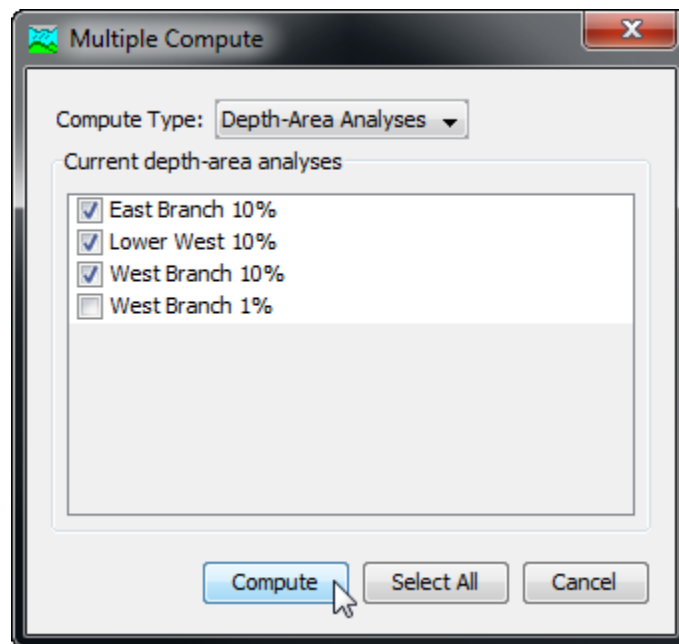 Multiple Compute
Compute Type: Depth-Area Analyses
Current depth-area analyses
East Branch 10%
Lower West 10%
West Branch 10%
West Branch 1%
Compute Select All Cancel